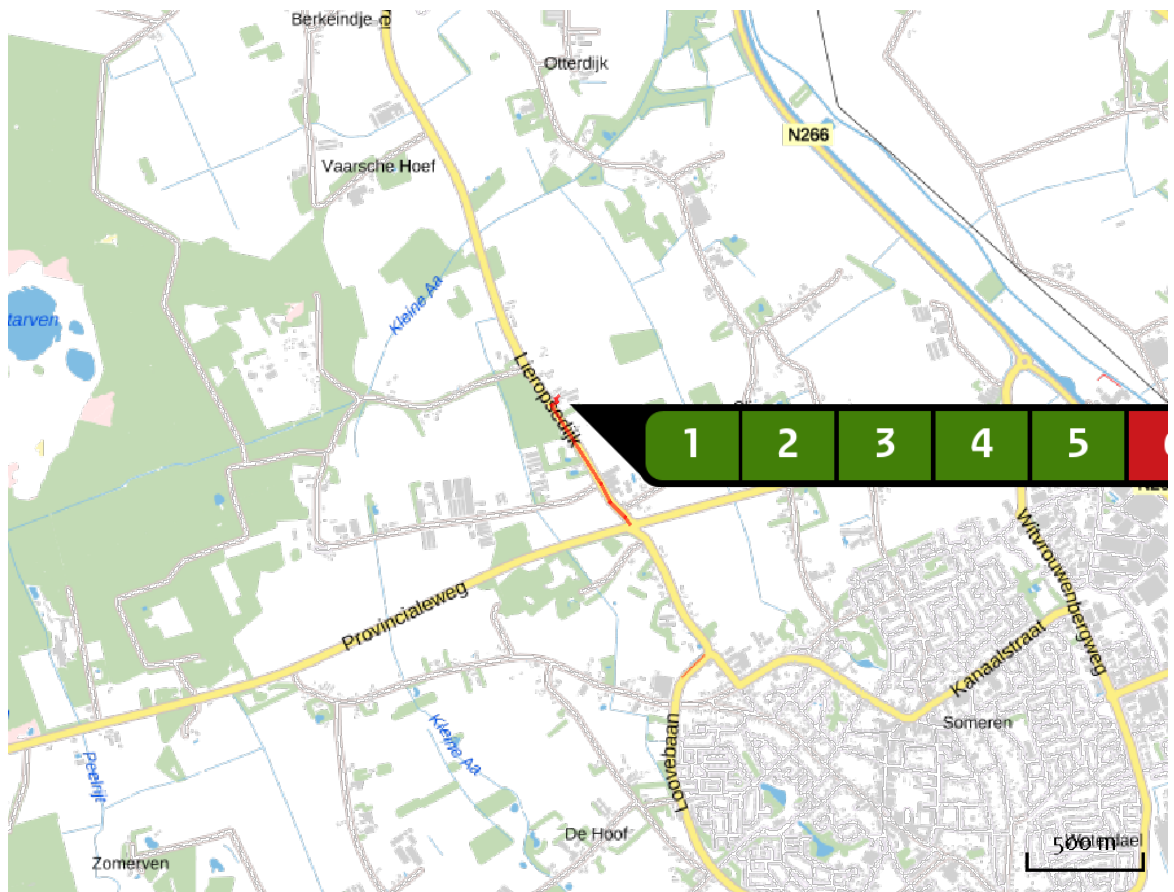 Berkeindje
Otterdijk
N266
Vaarsche Hoef
Kleine Aa
tarven
Lieropsedijk
1 2 3 4 5
Witvrouwenbergweg
Provincialeweg
Kanaalstraat
Someren
Kleine Aa
Loovebaan
Peelrijt
De Hoof
500 m
Zomerven